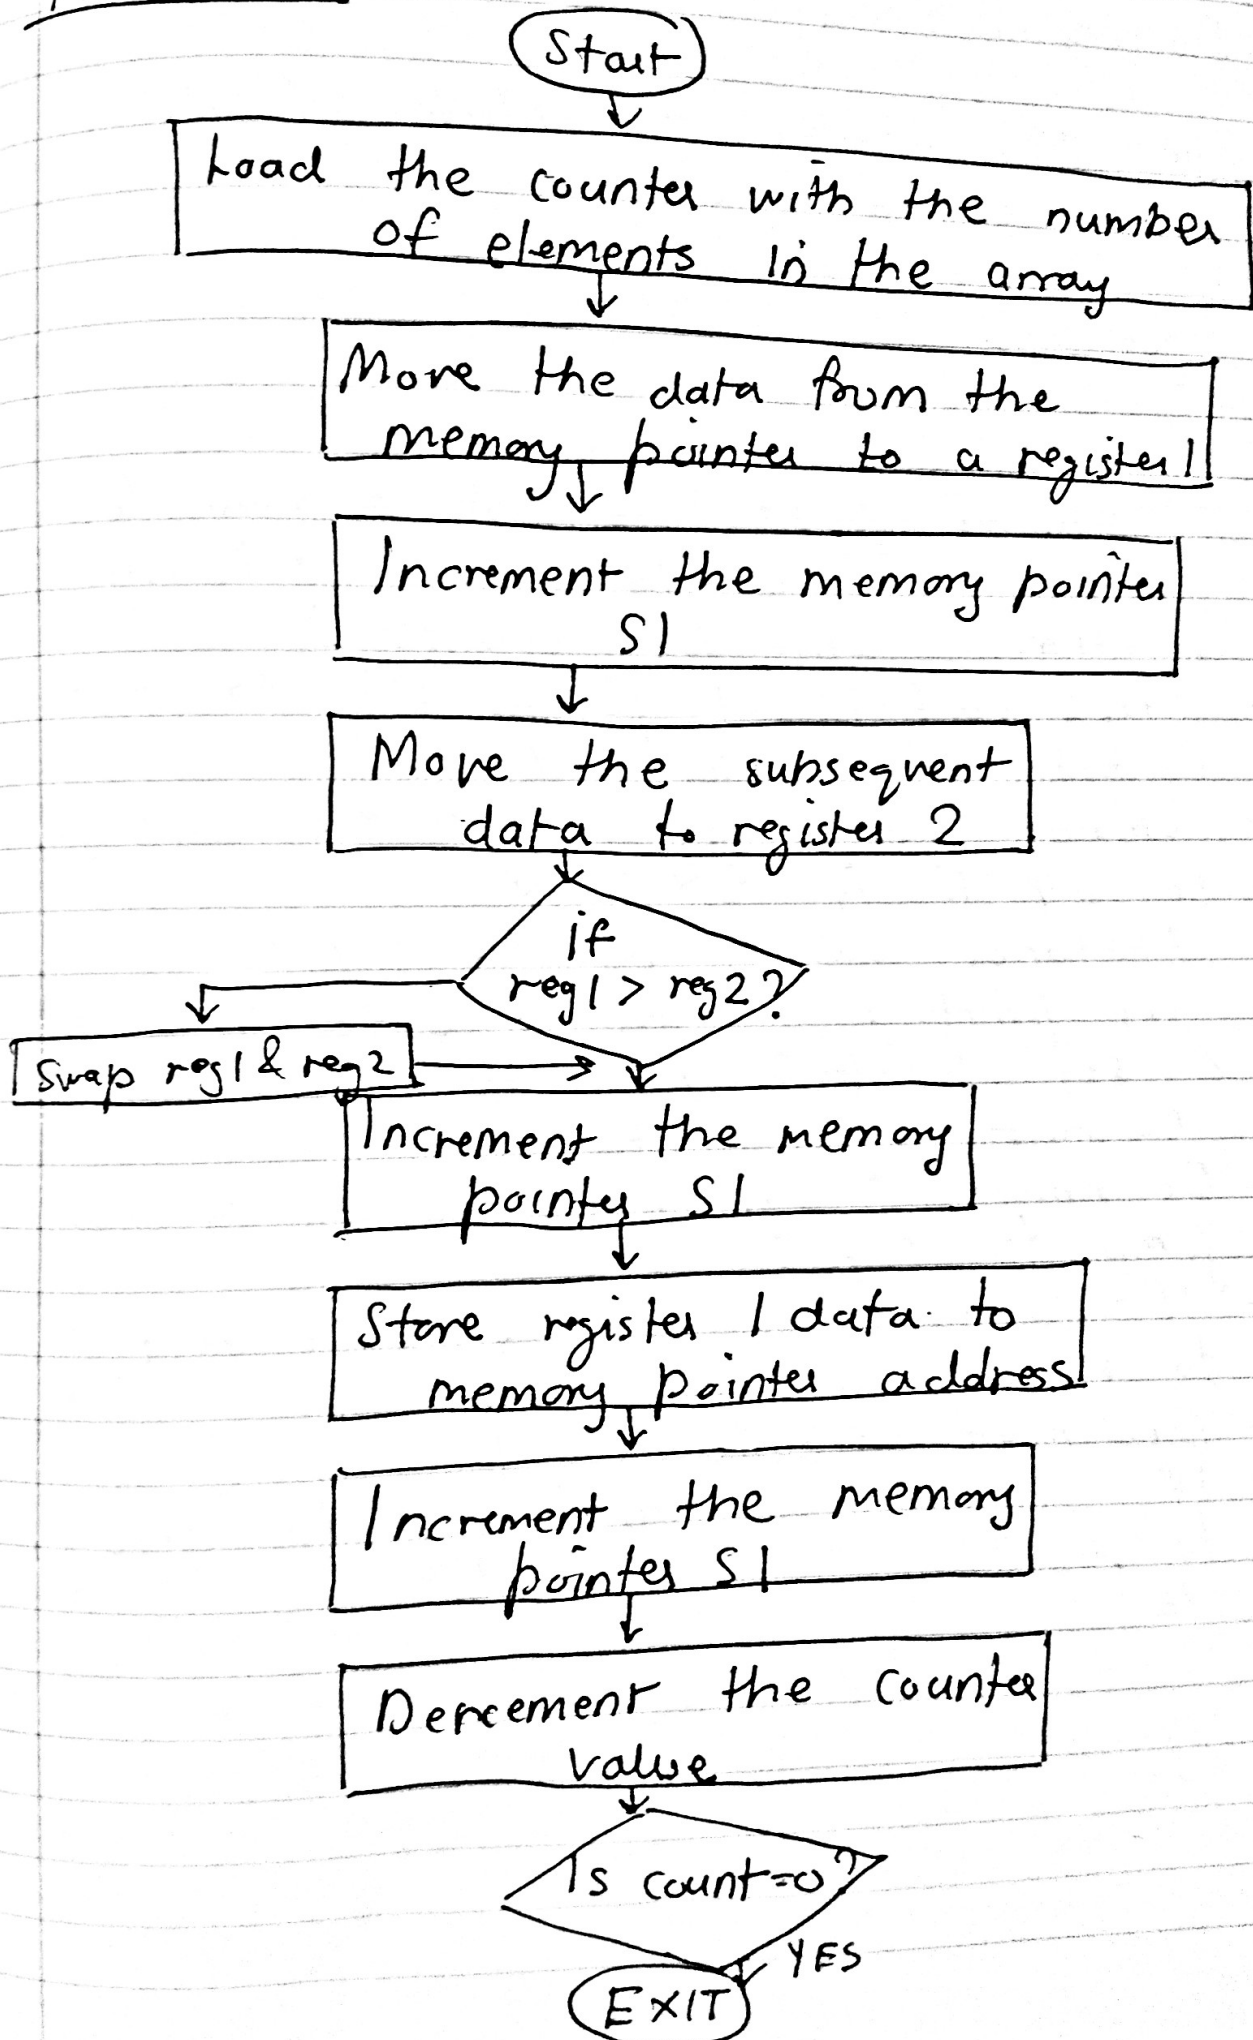 Start
Load the counter with the number
of elements in the array
Move the data from the
memory pointer to a register 1
Increment the memory pointer
SI
Move the subsequent
data to register 2
if
reg1 > reg2?
Swap reg1 & reg2
Increment the memory
pointer SI
Store register 1 data to
memory pointer address
Increment the memory
pointer SI
Derement the counter
value
Is count=0?
YES
EXIT